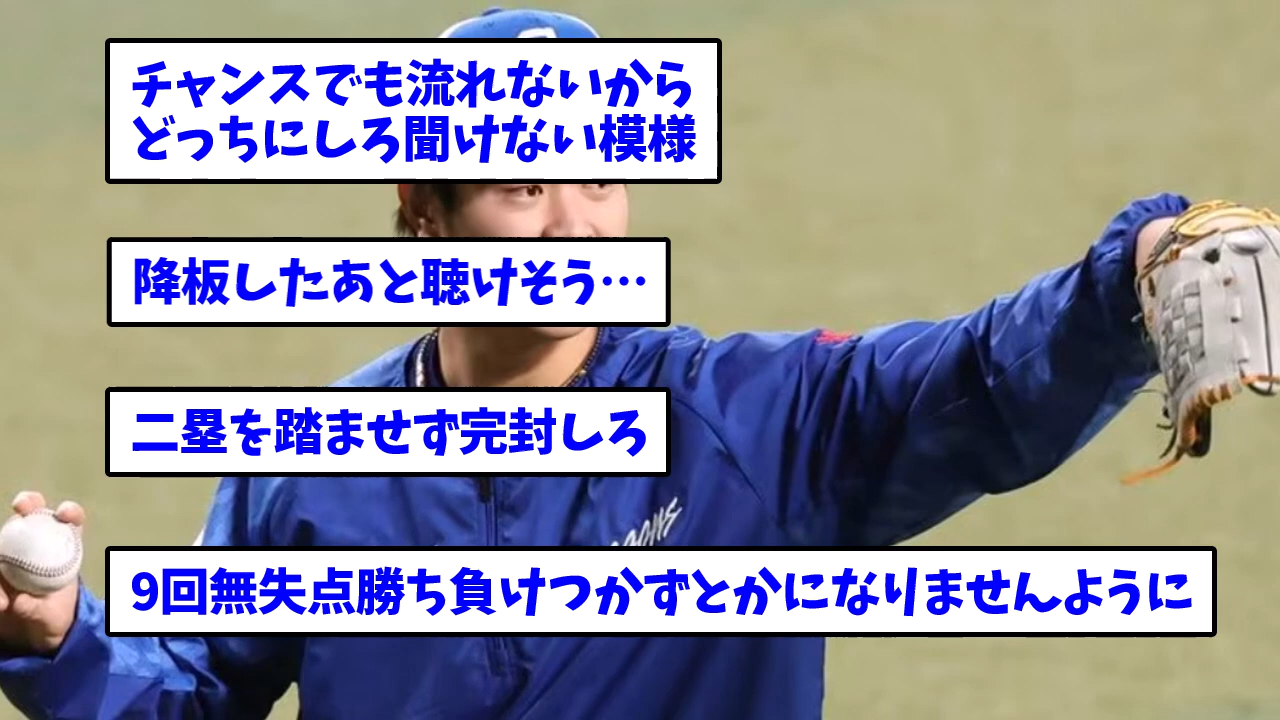 チャンスでも流れないから
どっちにしろ聞けない模様
降板したあと聴けそう…
二塁を踏ませず完封しろ
9回無失点勝ち負けつかずとかになりませんように